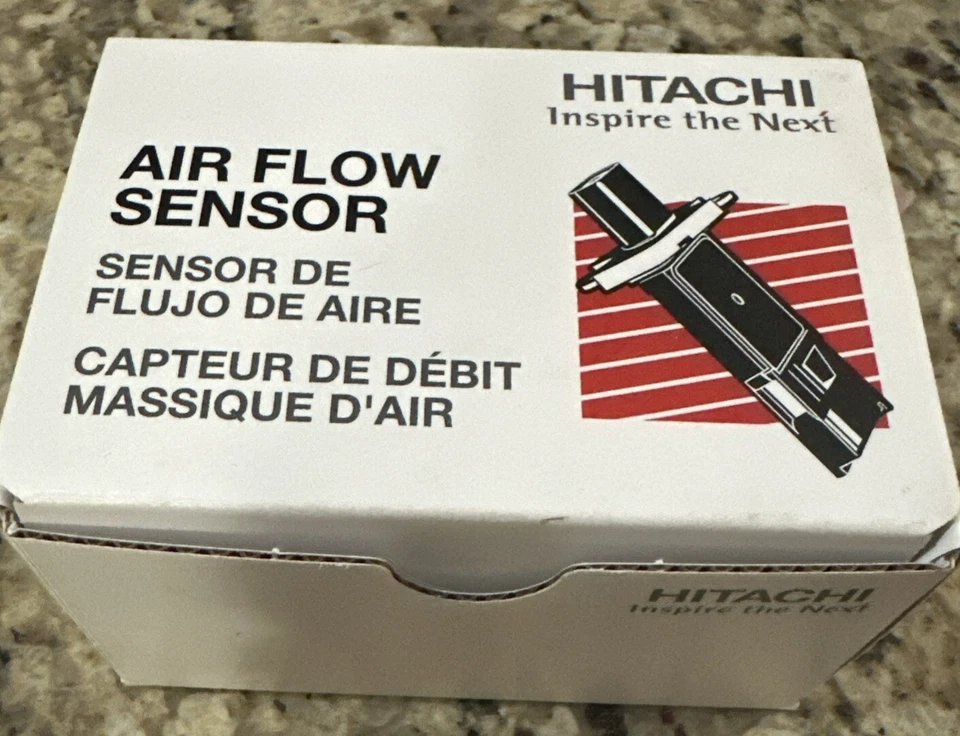 HITACHI
Inspire the Next
AIR FLOW
SENSOR
SENSOR DE
FLUJO DE AIRE
CAPTEUR DE DÉBIT
MASSIQUE D'AIR
HITACHI
Inspire the Next